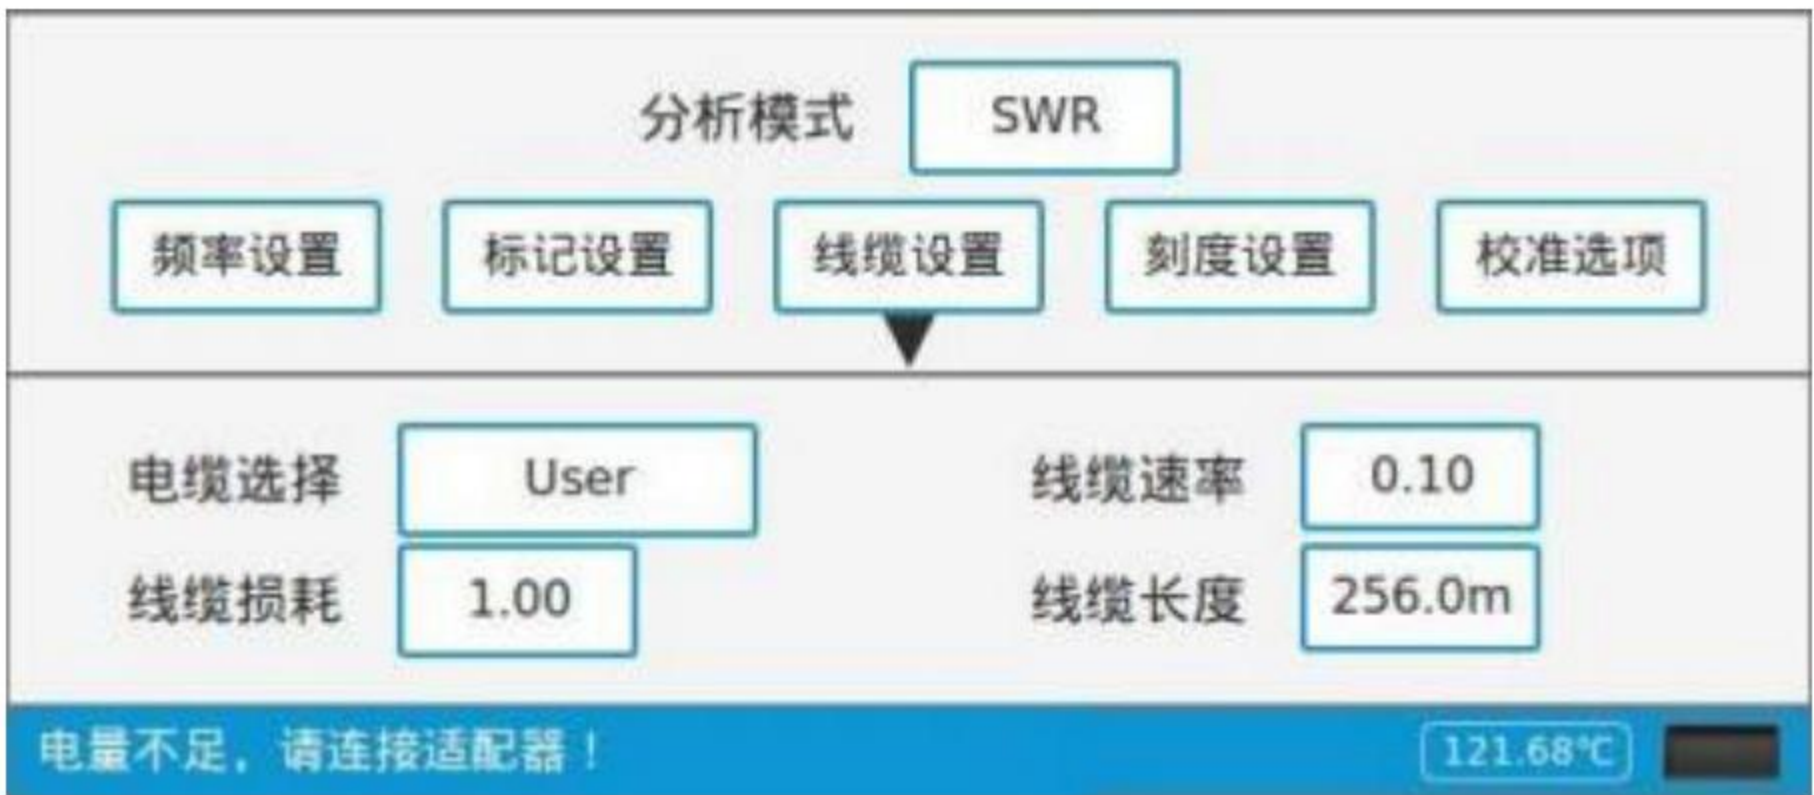 分析模式 SWR
频率设置 标记设置 线缆设置 刻度设置 校准选项
电缆选择 User 线缆速率 0.10
线缆损耗 1.00 线缆长度 256.0m
电量不足，请连接适配器！ 121.68℃